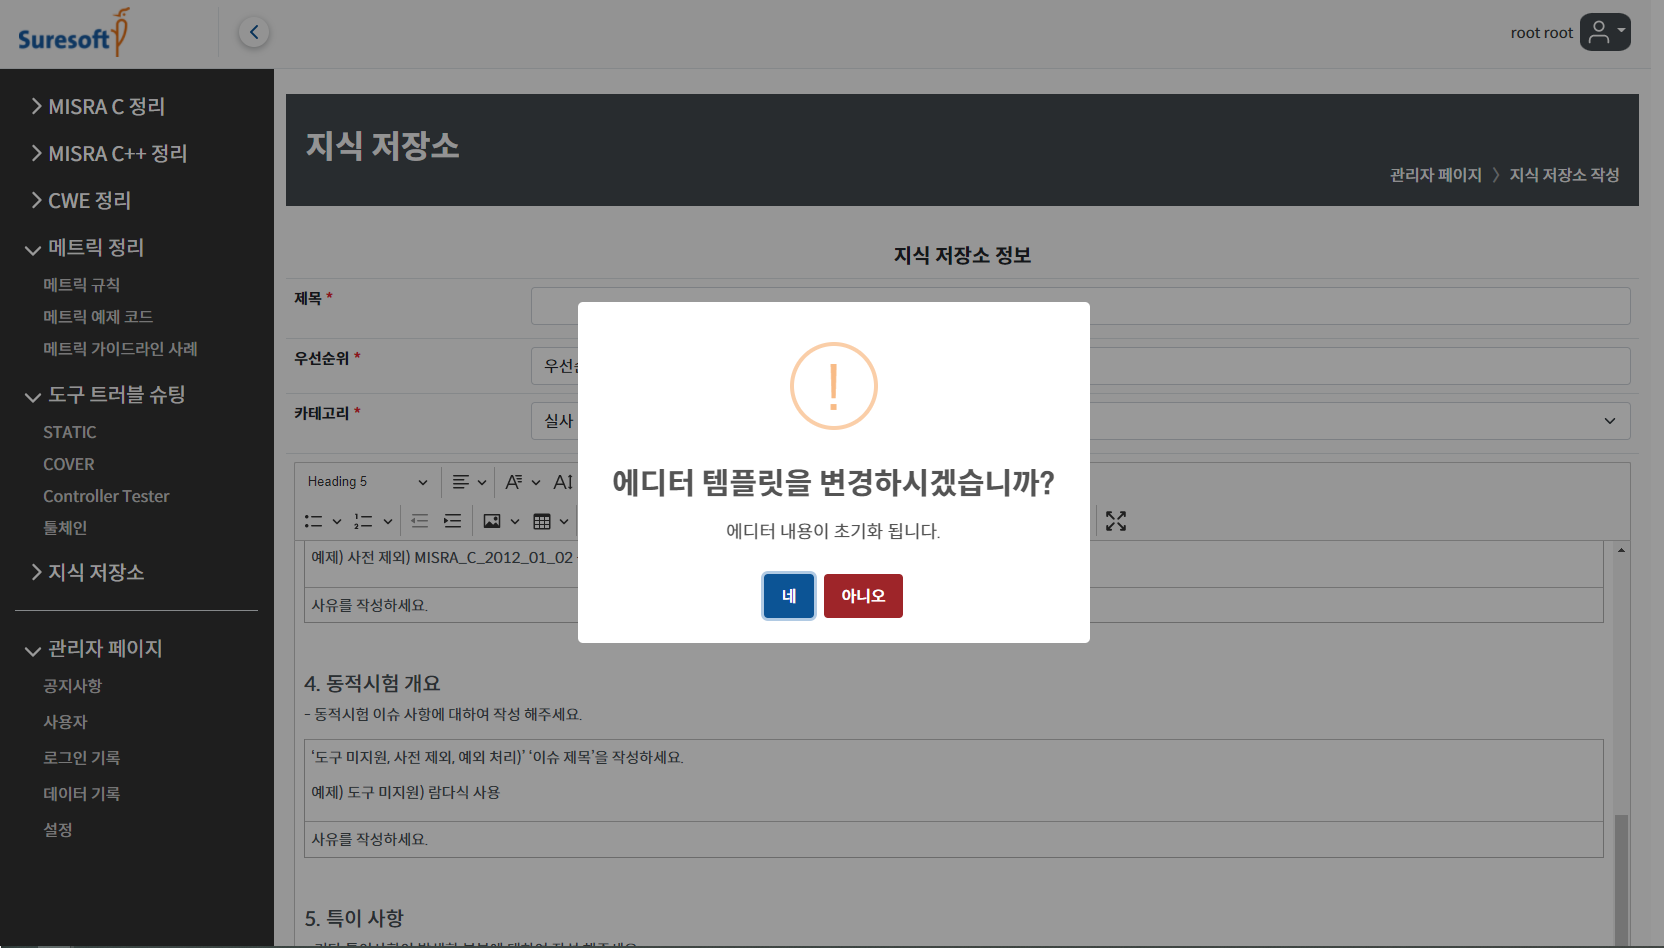 Suresoft
root root
MISRA C 정리
MISRA C++ 정리
CWE 정리
메트릭 정리
메트릭 규칙
메트릭 예제 코드
메트릭 가이드라인 사례
도구 트러블 슈팅
STATIC
COVER
Controller Tester
툴체인
지식 저장소
관리자 페이지
공지사항
사용자
로그인 기록
데이터 기록
설정
지식 저장소
관리자 페이지 〉 지식 저장소 작성
지식 저장소 정보
제목 *
우선순위 *
카테고리 *
실사
Heading 5
예제) 사전 제외) MISRA_C_2012_01_02
사유를 작성하세요.
4. 동적시험 개요
- 동적시험 이슈 사항에 대하여 작성 해주세요.
‘도구 미지원, 사전 제외, 예외 처리)’ ‘이슈 제목’을 작성하세요.
예제) 도구 미지원) 람다식 사용
사유를 작성하세요.
5. 특이 사항
!
에디터 템플릿을 변경하시겠습니까?
에디터 내용이 초기화 됩니다.
네
아니오